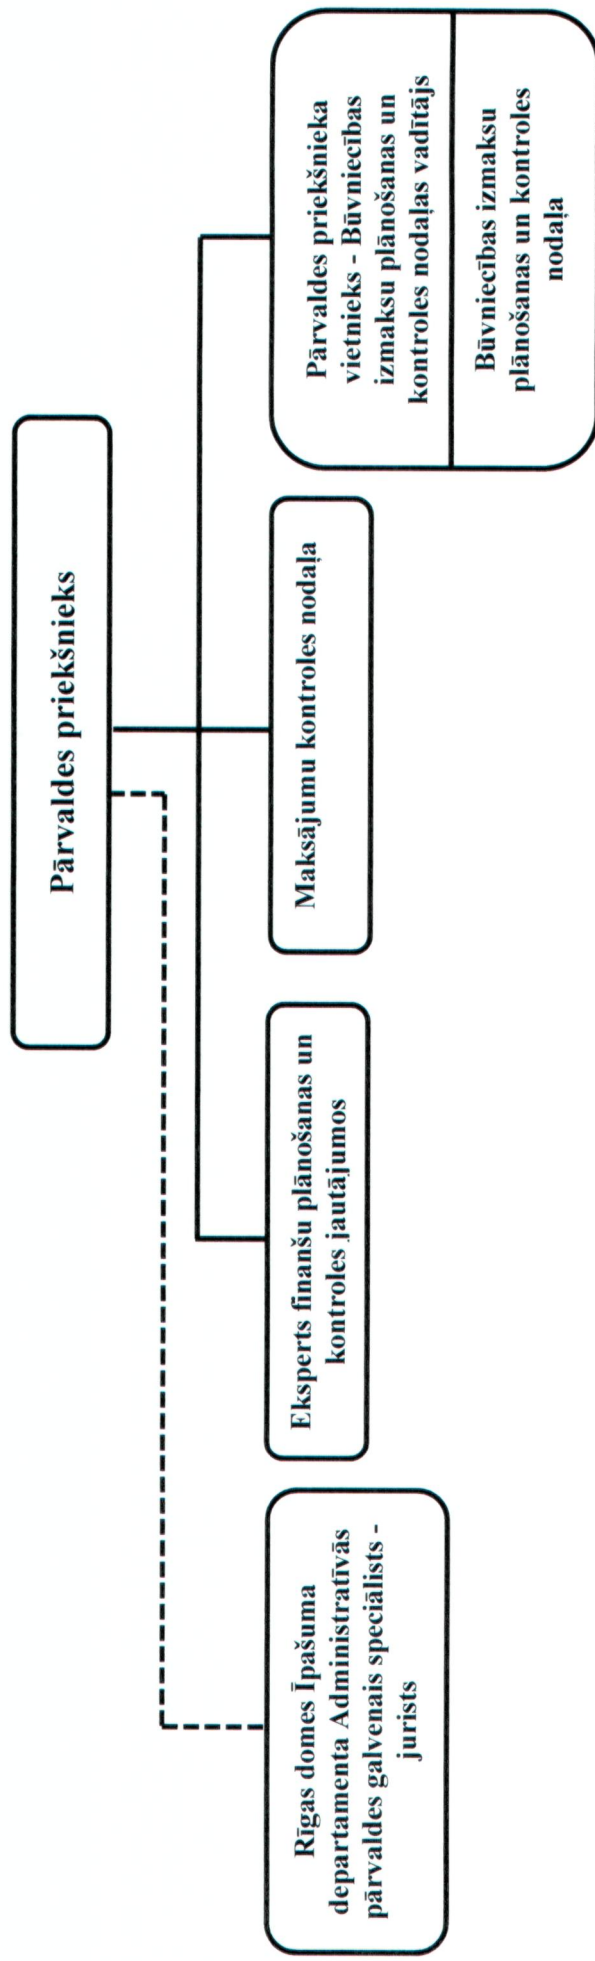 Pārvaldes priekšnieks
Rīgas domes Īpašuma
departamenta Administratīvās
pārvaldes galvenais speciālists -
jurists
Eksperts finanšu plānošanas un
kontroles jautājumos
Maksājumu kontroles nodaļa
Pārvaldes priekšnieka
vietnieks - Būvniecības
izmaksu plānošanas un
kontroles nodaļas vadītājs
Būvniecības izmaksu
plānošanas un kontroles
nodaļa